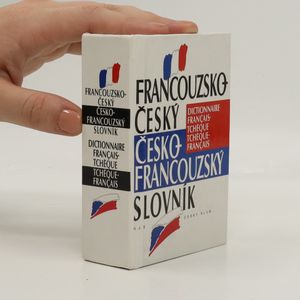 FRANCOUZSKO-
ČESKÝ
ČESKO-
FRANCOUZSKÝ
SLOVNÍK
DICTIONNAIRE
FRANÇAIS-
TCHÈQUE
TCHÈQUE-
FRANÇAIS
FRANCOUZSKO-
ČESKÝ
ČESKO-
FRANCOUZSKÝ
SLOVNÍK
DICTIONNAIRE
FRANÇAIS-
TCHÈQUE
TCHÈQUE-
FRANÇAIS